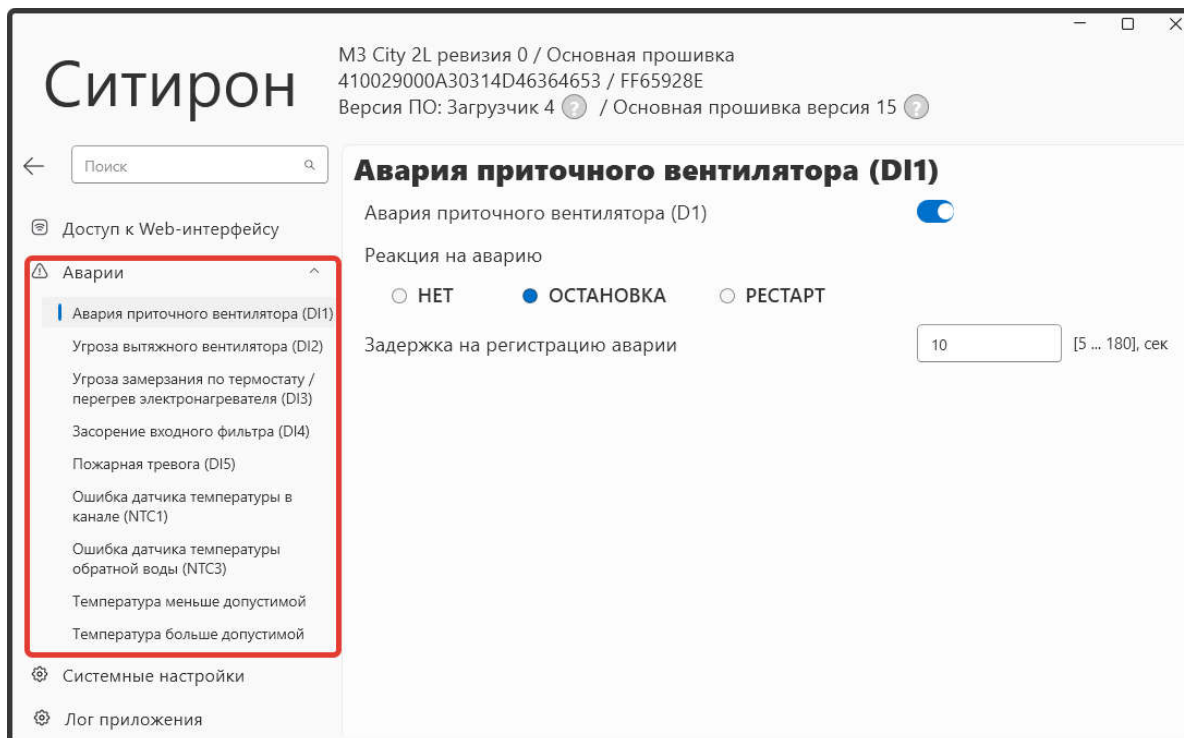 Ситирон
M3 City 2L ревизия 0 / Основная прошивка
410029000A30314D46364653 / FF65928E
Версия ПО: Загрузчик 4 ? / Основная прошивка версия 15 ?
Поиск
Доступ к Web-интерфейсу
Аварии
Авария приточного вентилятора (DI1)
Угроза вытяжного вентилятора (DI2)
Угроза замерзания по термостату /
перегрев электронагревателя (DI3)
Засорение входного фильтра (DI4)
Пожарная тревога (DI5)
Ошибка датчика температуры в
канале (NTC1)
Ошибка датчика температуры
обратной воды (NTC3)
Температура меньше допустимой
Температура больше допустимой
Системные настройки
Лог приложения
Авария приточного вентилятора (DI1)
Авария приточного вентилятора (D1)
Реакция на аварию
НЕТ ОСТАНОВКА РЕСТАРТ
Задержка на регистрацию аварии 10 [5 ... 180], сек